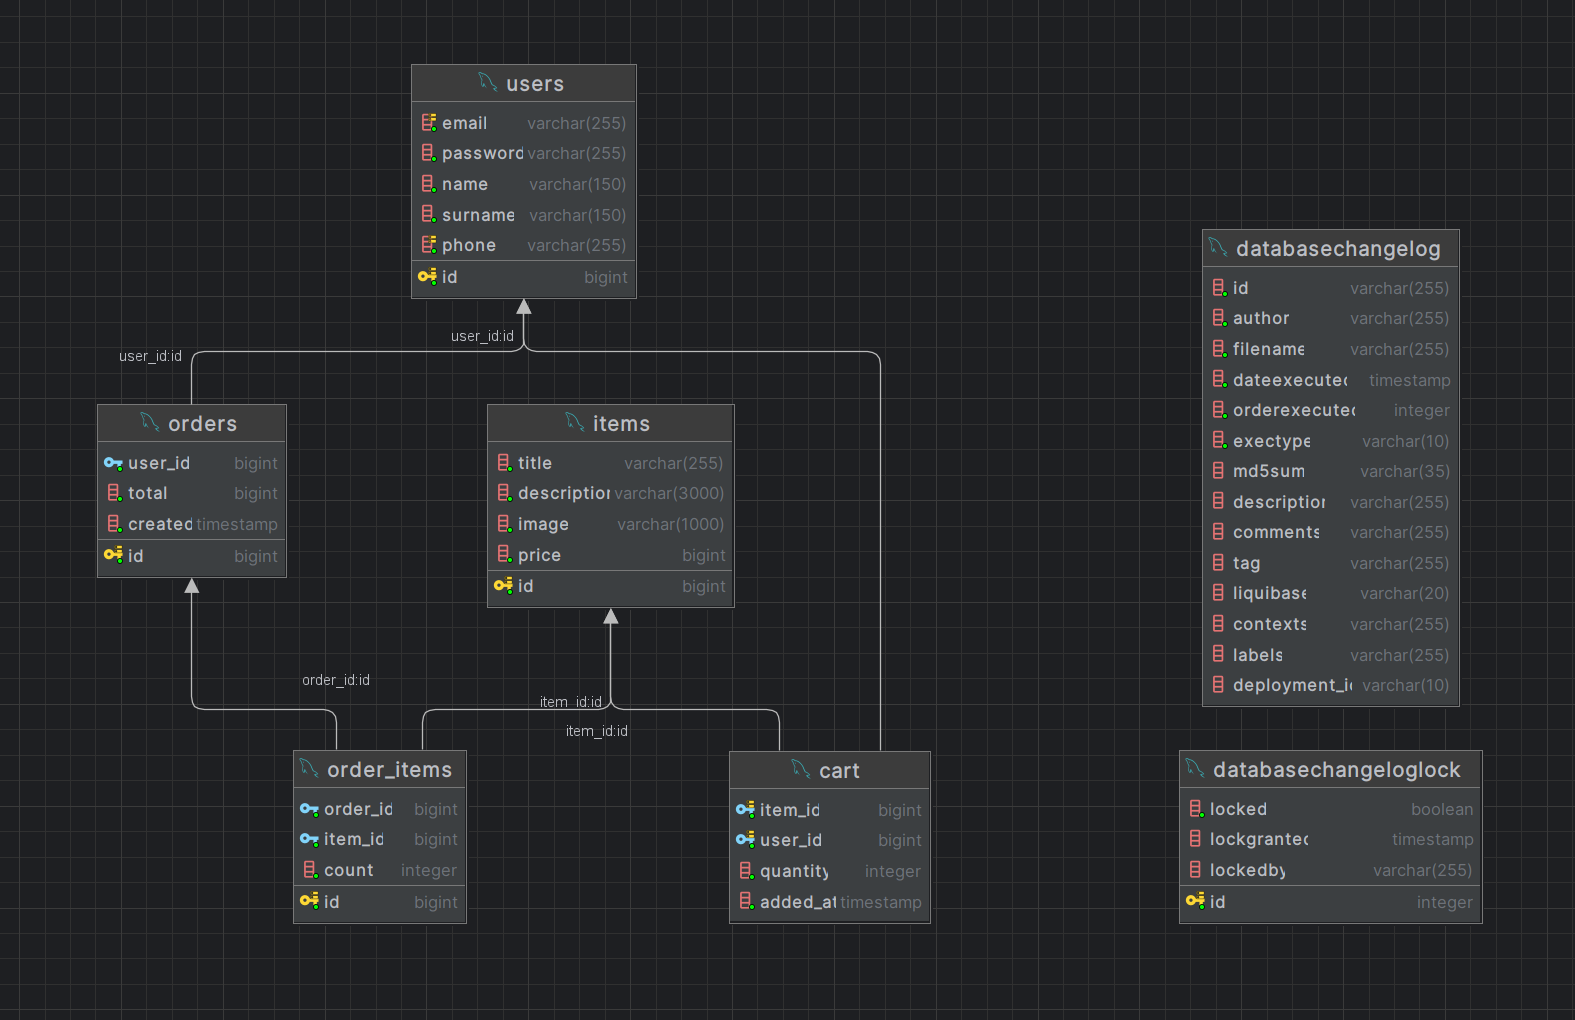 users
email varchar(255)
password varchar(255)
name varchar(150)
surname varchar(150)
phone varchar(255)
id bigint
user_id:id
user_id:id
orders
user_id bigint
total bigint
created timestamp
id bigint
items
title varchar(255)
description varchar(3000)
image varchar(1000)
price bigint
id bigint
order_id:id
item_id:id
item_id:id
order_items
order_id bigint
item_id bigint
count integer
id bigint
cart
item_id bigint
user_id bigint
quantity integer
added_at timestamp
databasechangelog
id varchar(255)
author varchar(255)
filename varchar(255)
dateexecuted timestamp
orderexecuted integer
exectype varchar(10)
md5sum varchar(35)
description varchar(255)
comments varchar(255)
tag varchar(255)
liquibase varchar(20)
contexts varchar(255)
labels varchar(255)
deployment_id varchar(10)
databasechangeloglock
locked boolean
lockgranted timestamp
lockedby varchar(255)
id integer